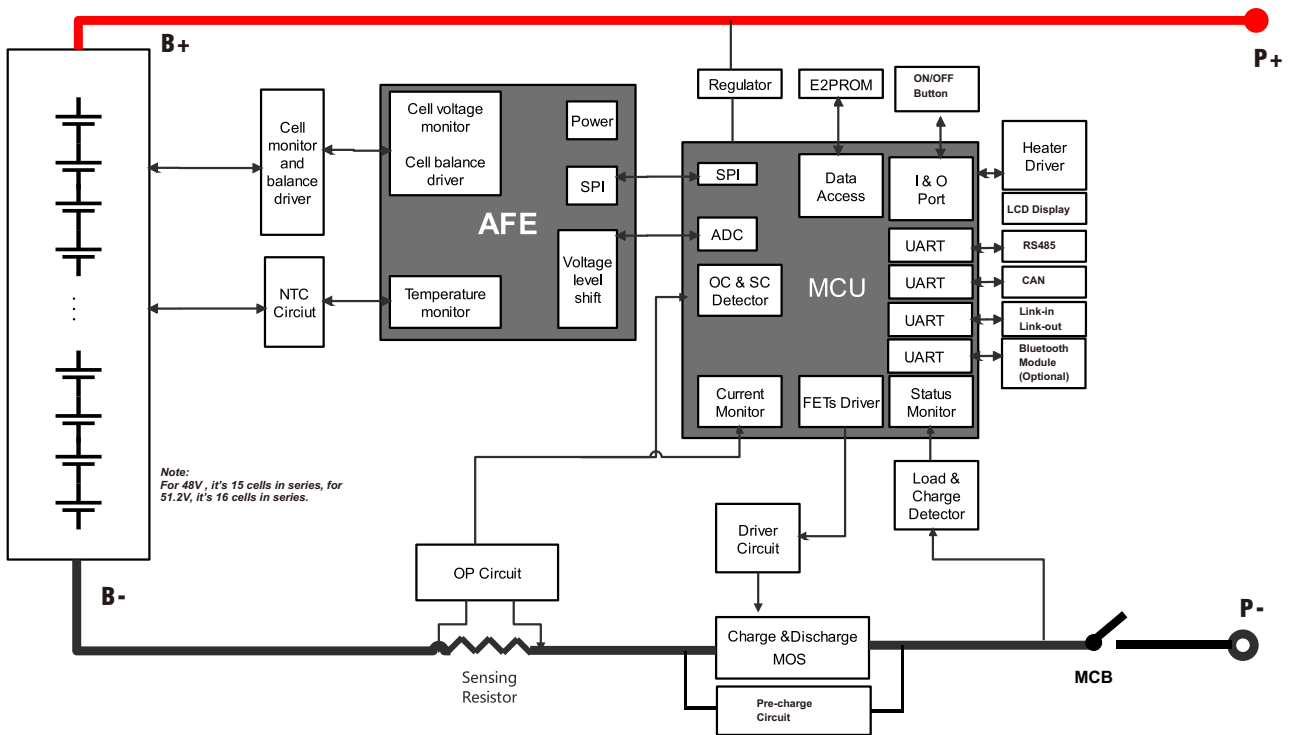 B+
P+
Regulator
E2PROM
ON/OFF
Button
Cell
monitor
and
balance
driver
Cell voltage
monitor
Cell balance
driver
Power
SPI
AFE
Voltage
level
shift
Temperature
monitor
NTC
Circiut
SPI
ADC
OC & SC
Detector
MCU
Data
Access
I & O
Port
UART
UART
UART
UART
Heater
Driver
LCD Display
RS485
CAN
Link-in
Link-out
Bluetooth
Module
(Optional)
Current
Monitor
FETs Driver
Status
Monitor
Note:
For 48V , it's 15 cells in series, for
51.2V, it's 16 cells in series.
Load &
Charge
Detector
Driver
Circuit
OP Circuit
B-
P-
Sensing
Resistor
Charge &Discharge
MOS
Pre-charge
Circuit
MCB